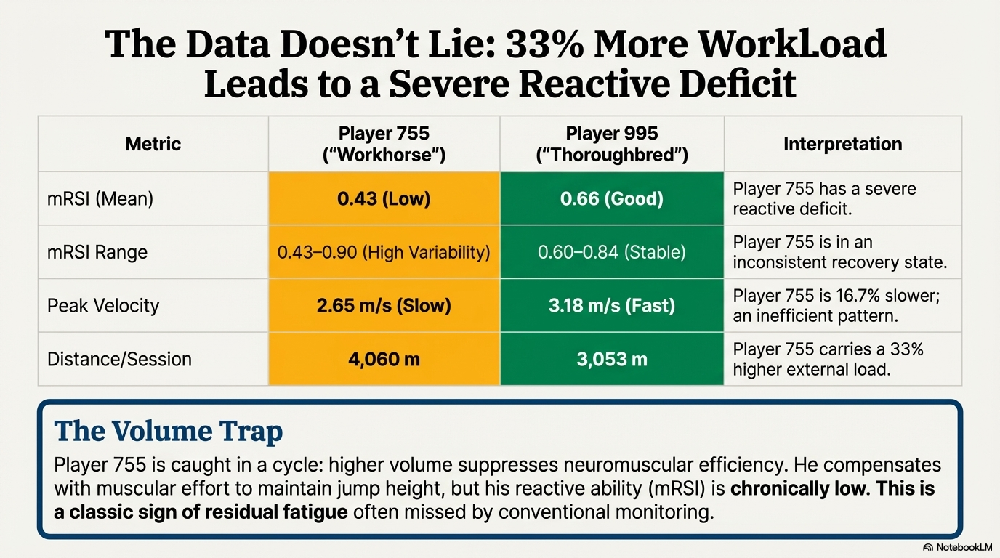 The Data Doesn’t Lie: 33% More WorkLoad
Leads to a Severe Reactive Deficit
Metric
Player 755
(“Workhorse”)
Player 995
(“Thoroughbred”)
Interpretation
mRSI (Mean)
0.43 (Low)
0.66 (Good)
Player 755 has a severe
reactive deficit.
mRSI Range
0.43–0.90 (High Variability)
0.60–0.84 (Stable)
Player 755 is in an
inconsistent recovery state.
Peak Velocity
2.65 m/s (Slow)
3.18 m/s (Fast)
Player 755 is 16.7% slower;
an inefficient pattern.
Distance/Session
4,060 m
3,053 m
Player 755 carries a 33%
higher external load.
The Volume Trap
Player 755 is caught in a cycle: higher volume suppresses neuromuscular efficiency. He compensates
with muscular effort to maintain jump height, but his reactive ability (mRSI) is chronically low. This is
a classic sign of residual fatigue often missed by conventional monitoring.
NotebookLM